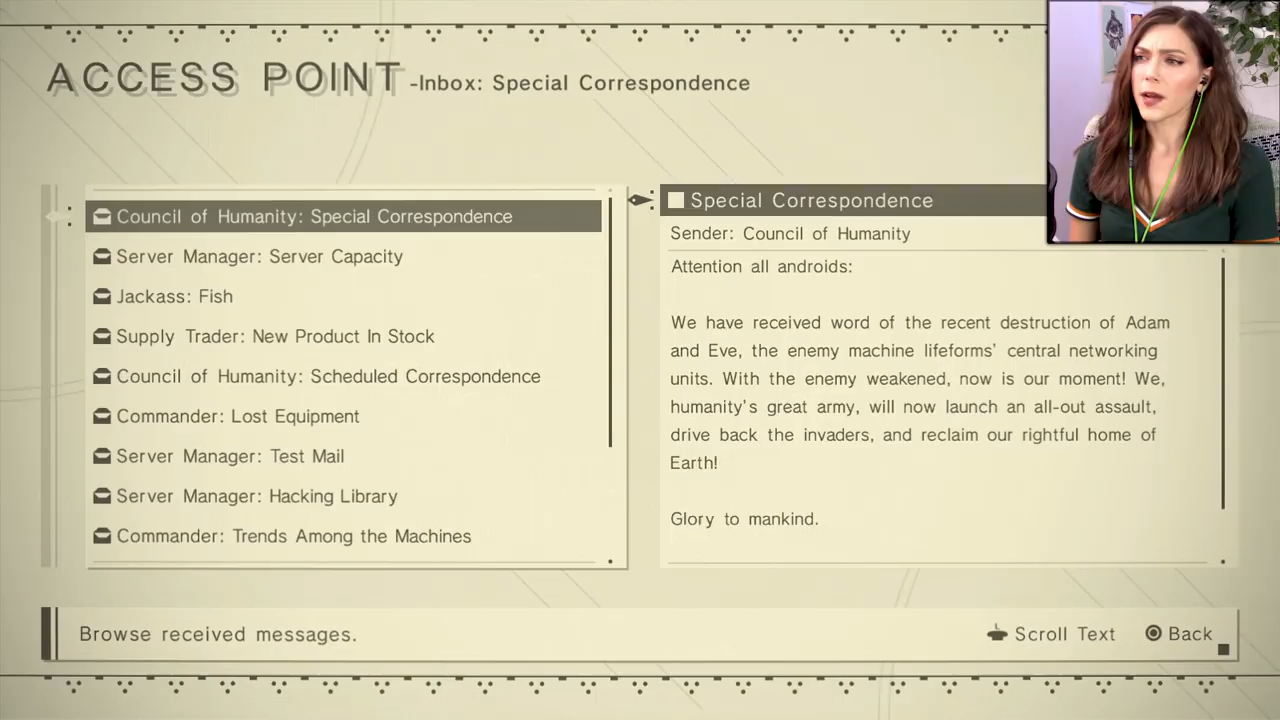 ACCESS POINT -Inbox: Special Correspondence
Council of Humanity: Special Correspondence
Server Manager: Server Capacity
Jackass: Fish
Supply Trader: New Product In Stock
Council of Humanity: Scheduled Correspondence
Commander: Lost Equipment
Server Manager: Test Mail
Server Manager: Hacking Library
Commander: Trends Among the Machines
Special Correspondence
Sender: Council of Humanity
Attention all androids:
We have received word of the recent destruction of Adam
and Eve, the enemy machine lifeforms' central networking
units. With the enemy weakened, now is our moment! We,
humanity's great army, will now launch an all-out assault,
drive back the invaders, and reclaim our rightful home of
Earth!
Glory to mankind.
Browse received messages.
Scroll Text
Back